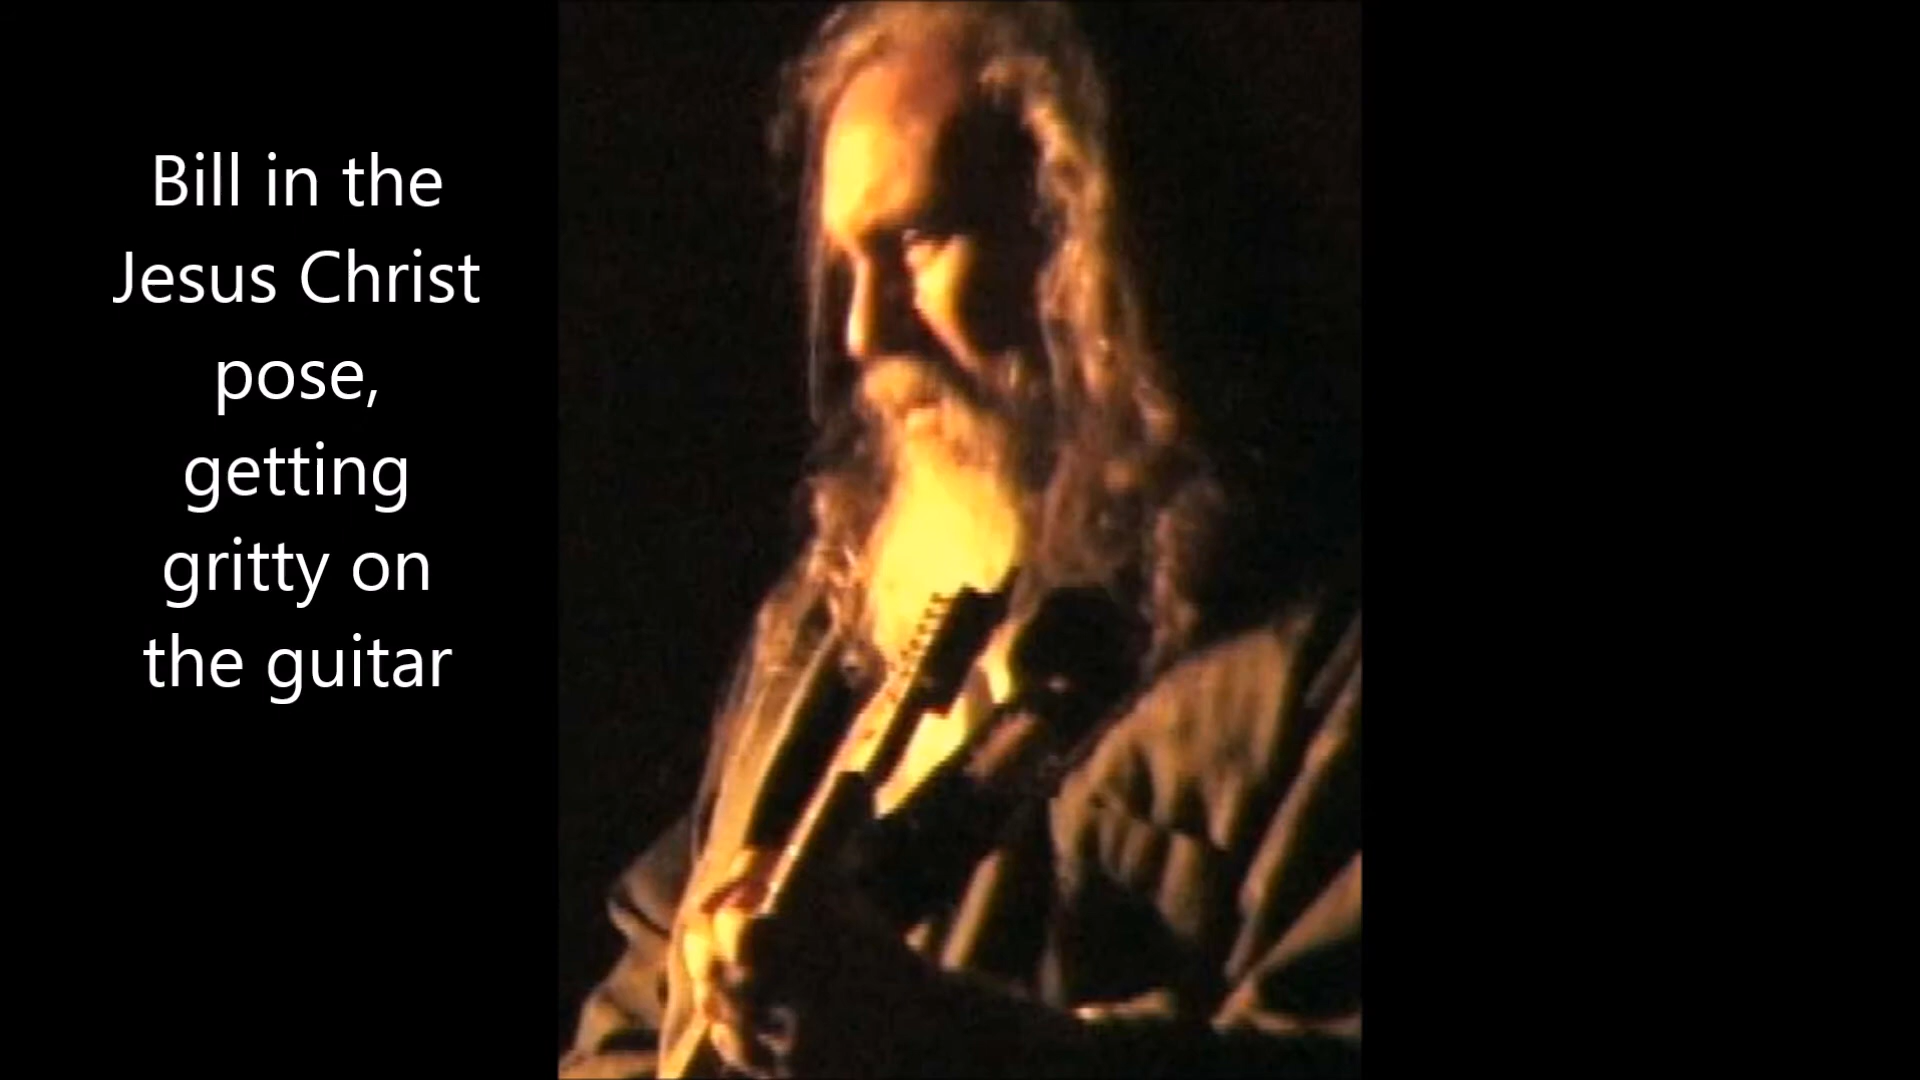 Bill in the
Jesus Christ
pose,
getting
gritty on
the guitar